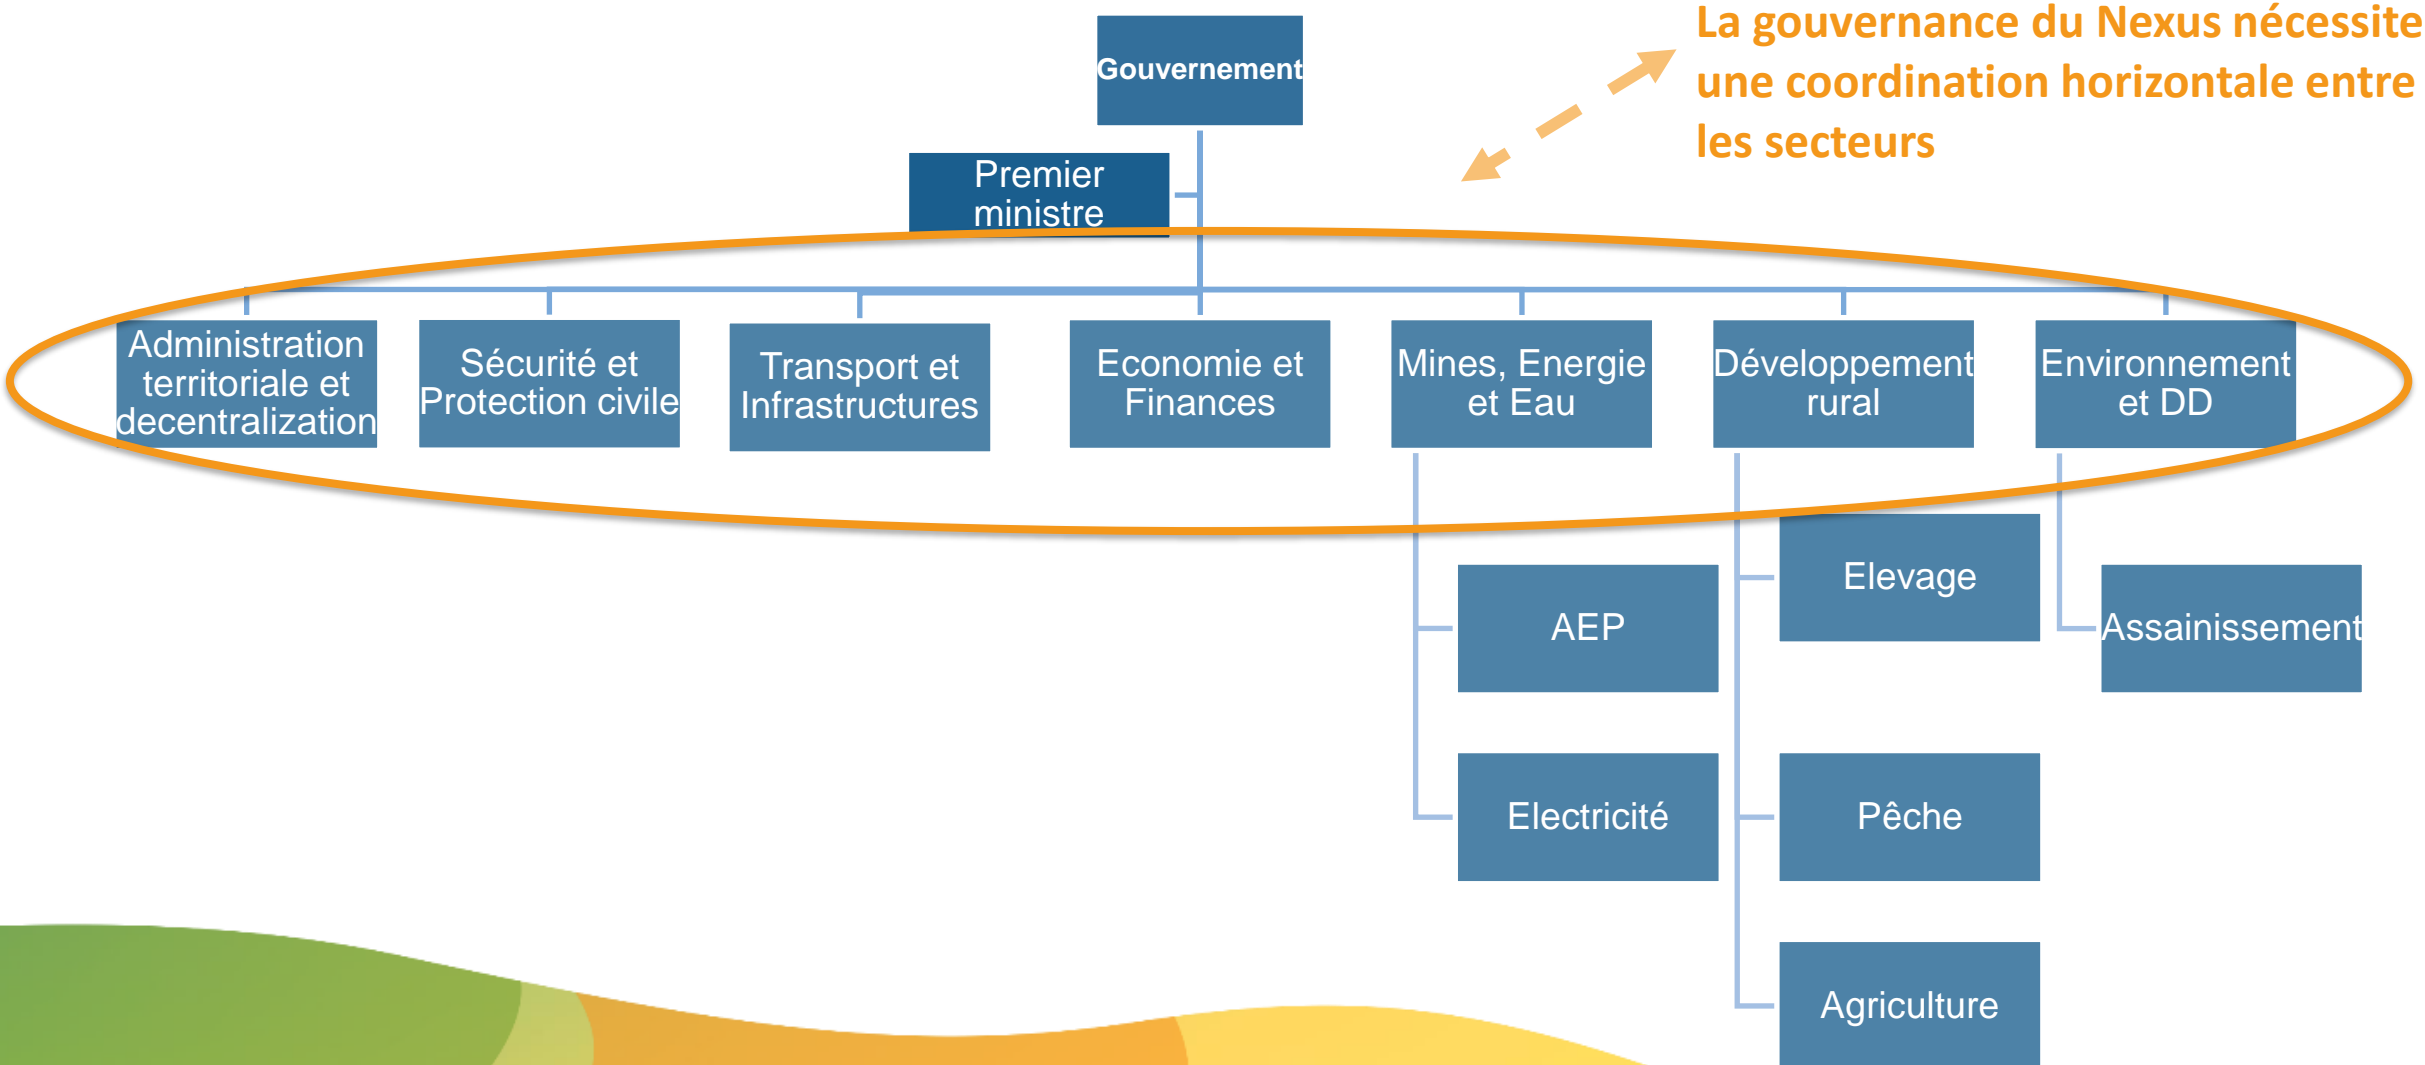 La gouvernance du Nexus nécessite
une coordination horizontale entre
les secteurs
Gouvernement
Premier
ministre
Administration
territoriale et
decentralization
Sécurité et
Protection civile
Transport et
Infrastructures
Economie et
Finances
Mines, Energie
et Eau
Développement
rural
Environnement
et DD
AEP
Electricité
Elevage
Pêche
Agriculture
Assainissement